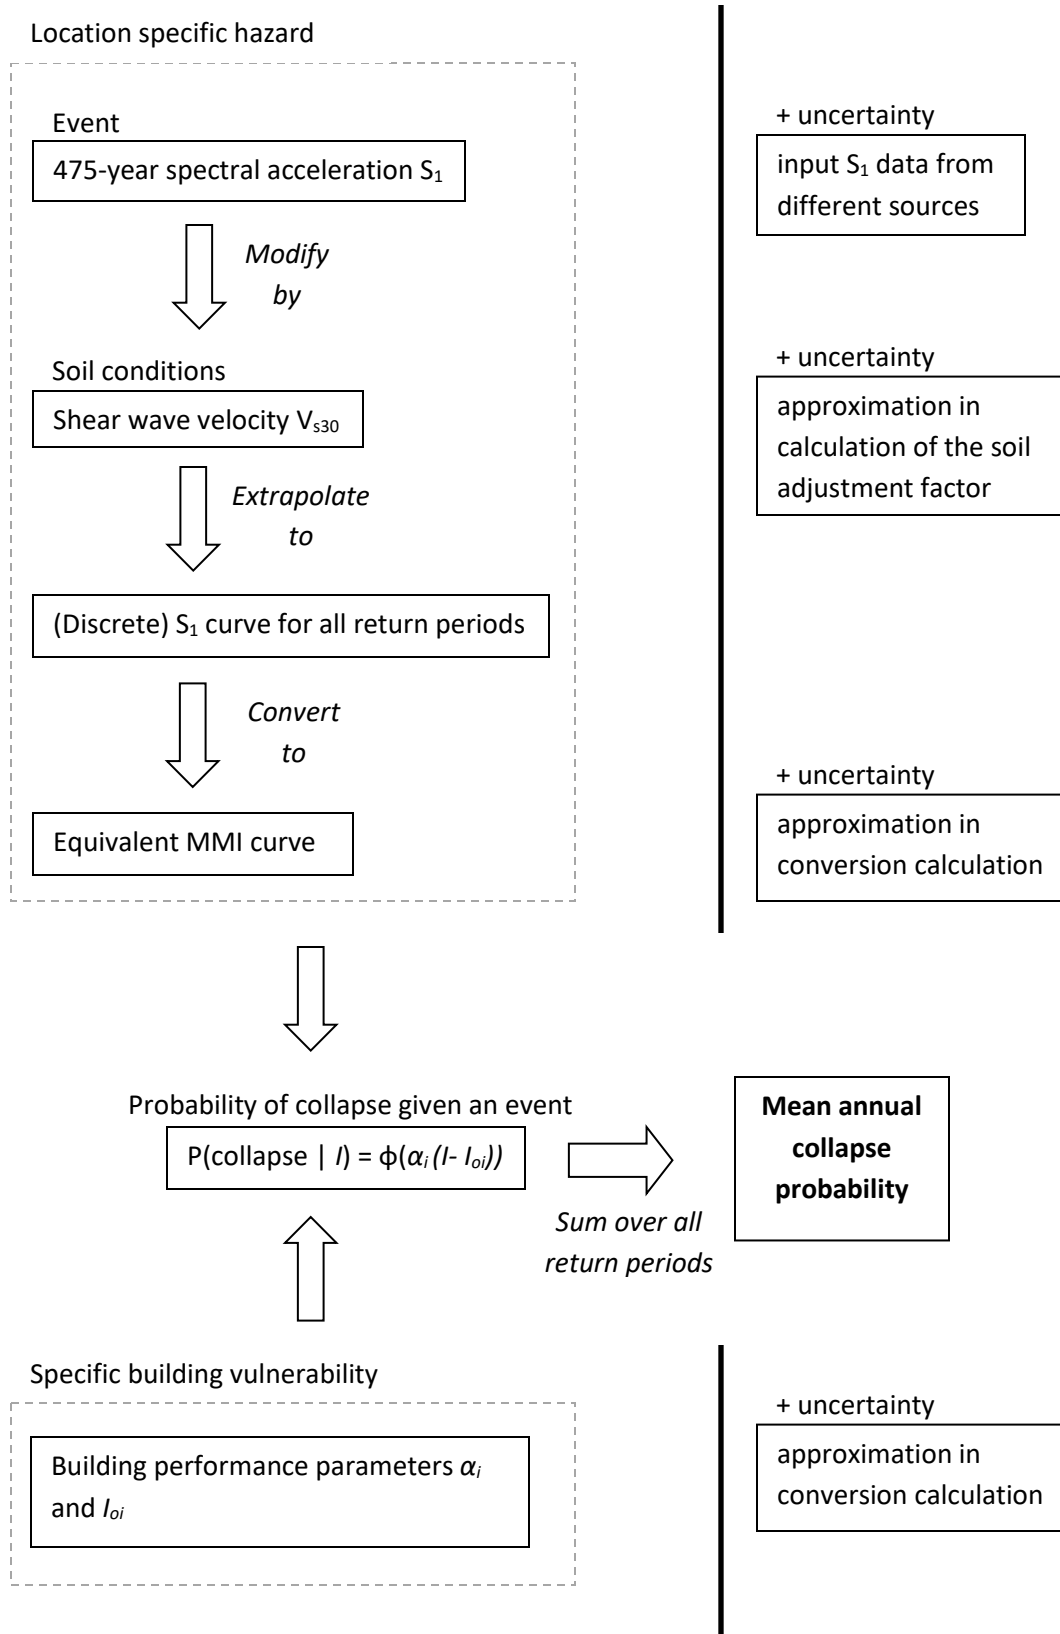 Location specific hazard
Event
475-year spectral acceleration S₁
Modify
by
Soil conditions
Shear wave velocity Vₛ₃₀
Extrapolate
to
(Discrete) S₁ curve for all return periods
Convert
to
Equivalent MMI curve
+ uncertainty
input S₁ data from
different sources
+ uncertainty
approximation in
calculation of the soil
adjustment factor
+ uncertainty
approximation in
conversion calculation
Probability of collapse given an event
P(collapse | I) = ϕ(αᵢ (I- Iₒᵢ))
Sum over all
return periods
Mean annual
collapse
probability
Specific building vulnerability
Building performance parameters αᵢ
and Iₒᵢ
+ uncertainty
approximation in
conversion calculation